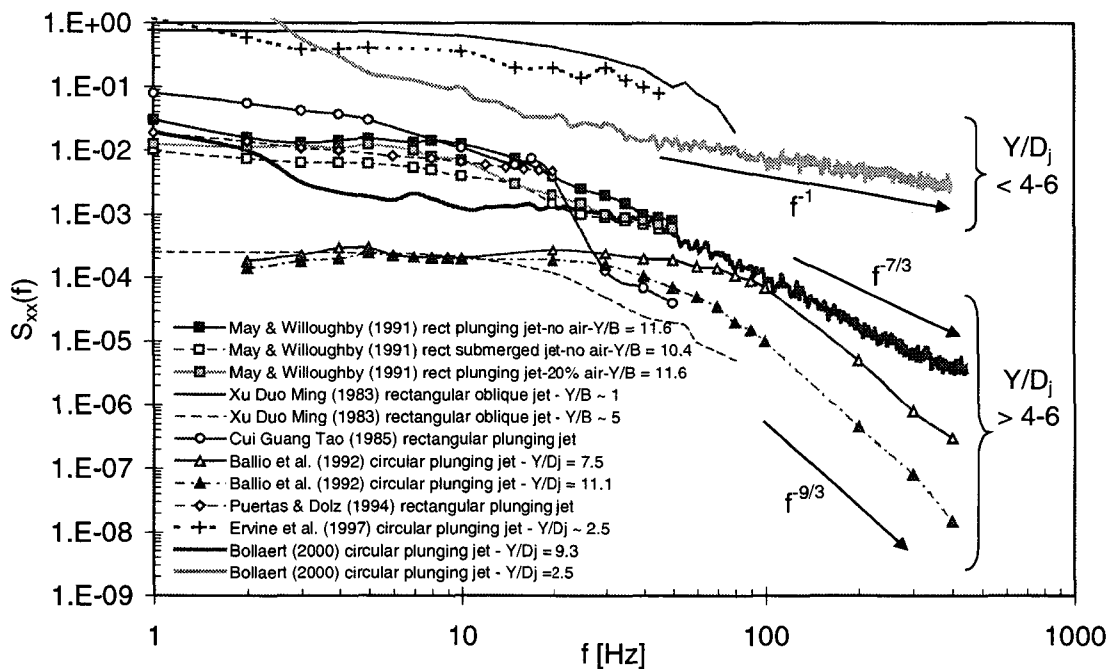 1.E+00
1.E-01
1.E-02
1.E-03
1.E-04
1.E-05
1.E-06
1.E-07
1.E-08
1.E-09
Sxx(f)
Y/Dj
< 4-6
f-1
f7/3
Y/Dj
> 4-6
f-9/3
May & Willoughby (1991) rect plunging jet-no air-Y/B = 11.6
May & Willoughby (1991) rect submerged jet-no air-Y/B = 10.4
May & Willoughby (1991) rect plunging jet-20% air-Y/B = 11.6
Xu Duo Ming (1983) rectangular oblique jet - Y/B ~ 1
Xu Duo Ming (1983) rectangular oblique jet - Y/B ~ 5
Cui Guang Tao (1985) rectangular plunging jet
Ballio et al. (1992) circular plunging jet - Y/Dj = 7.5
Ballio et al. (1992) circular plunging jet - Y/Dj = 11.1
Puertas & Dolz (1994) rectangular plunging jet
Ervine et al. (1997) circular plunging jet - Y/Dj ~ 2.5
Bollaert (2000) circular plunging jet - Y/Dj = 9.3
Bollaert (2000) circular plunging jet - Y/Dj =2.5
1 10 100 1000
f [Hz]